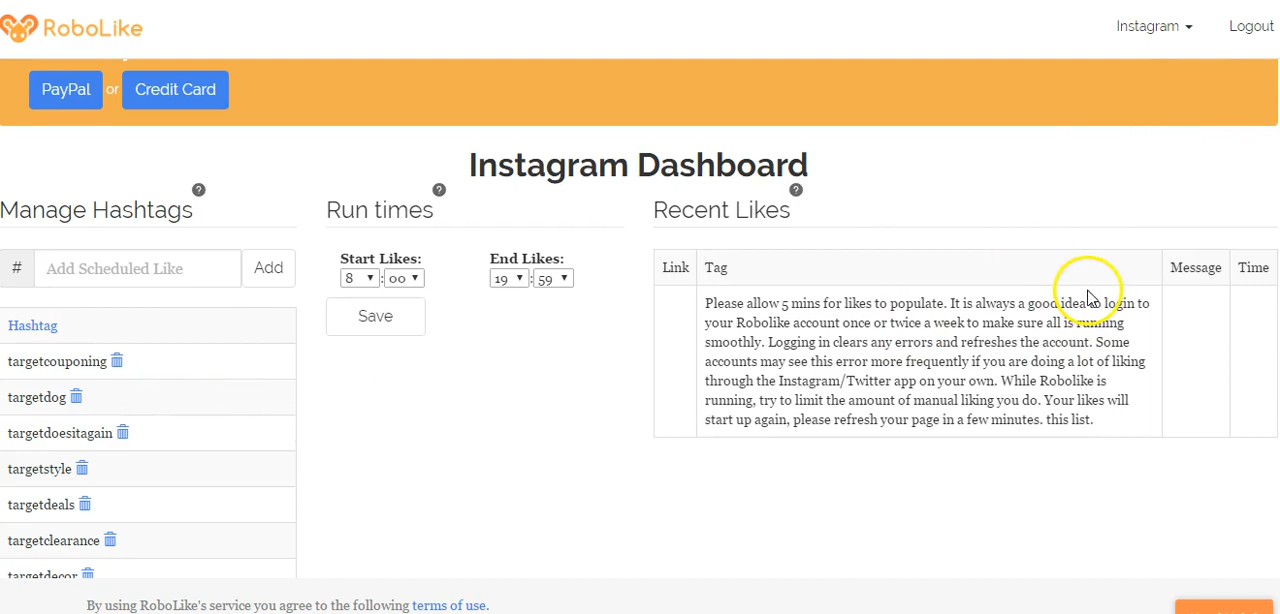 RoboLike
Instagram
Logout
PayPal or Credit Card
Instagram Dashboard
Manage Hashtags ?
# Add Scheduled Like Add
Hashtag
targetcouponing
targetdog
targetdoesitagain
targetstyle
targetdeals
targetclearance
targetdecor
Run times ?
Start Likes: End Likes:
8 : 00 19 : 59
Save
Recent Likes ?
Link Tag Message Time
Please allow 5 mins for likes to populate. It is always a good idea to login to
your Robolike account once or twice a week to make sure all is running
smoothly. Logging in clears any errors and refreshes the account. Some
accounts may see this error more frequently if you are doing a lot of liking
through the Instagram/Twitter app on your own. While Robolike is
running, try to limit the amount of manual liking you do. Your likes will
start up again, please refresh your page in a few minutes. this list.
By using RoboLike's service you agree to the following terms of use.